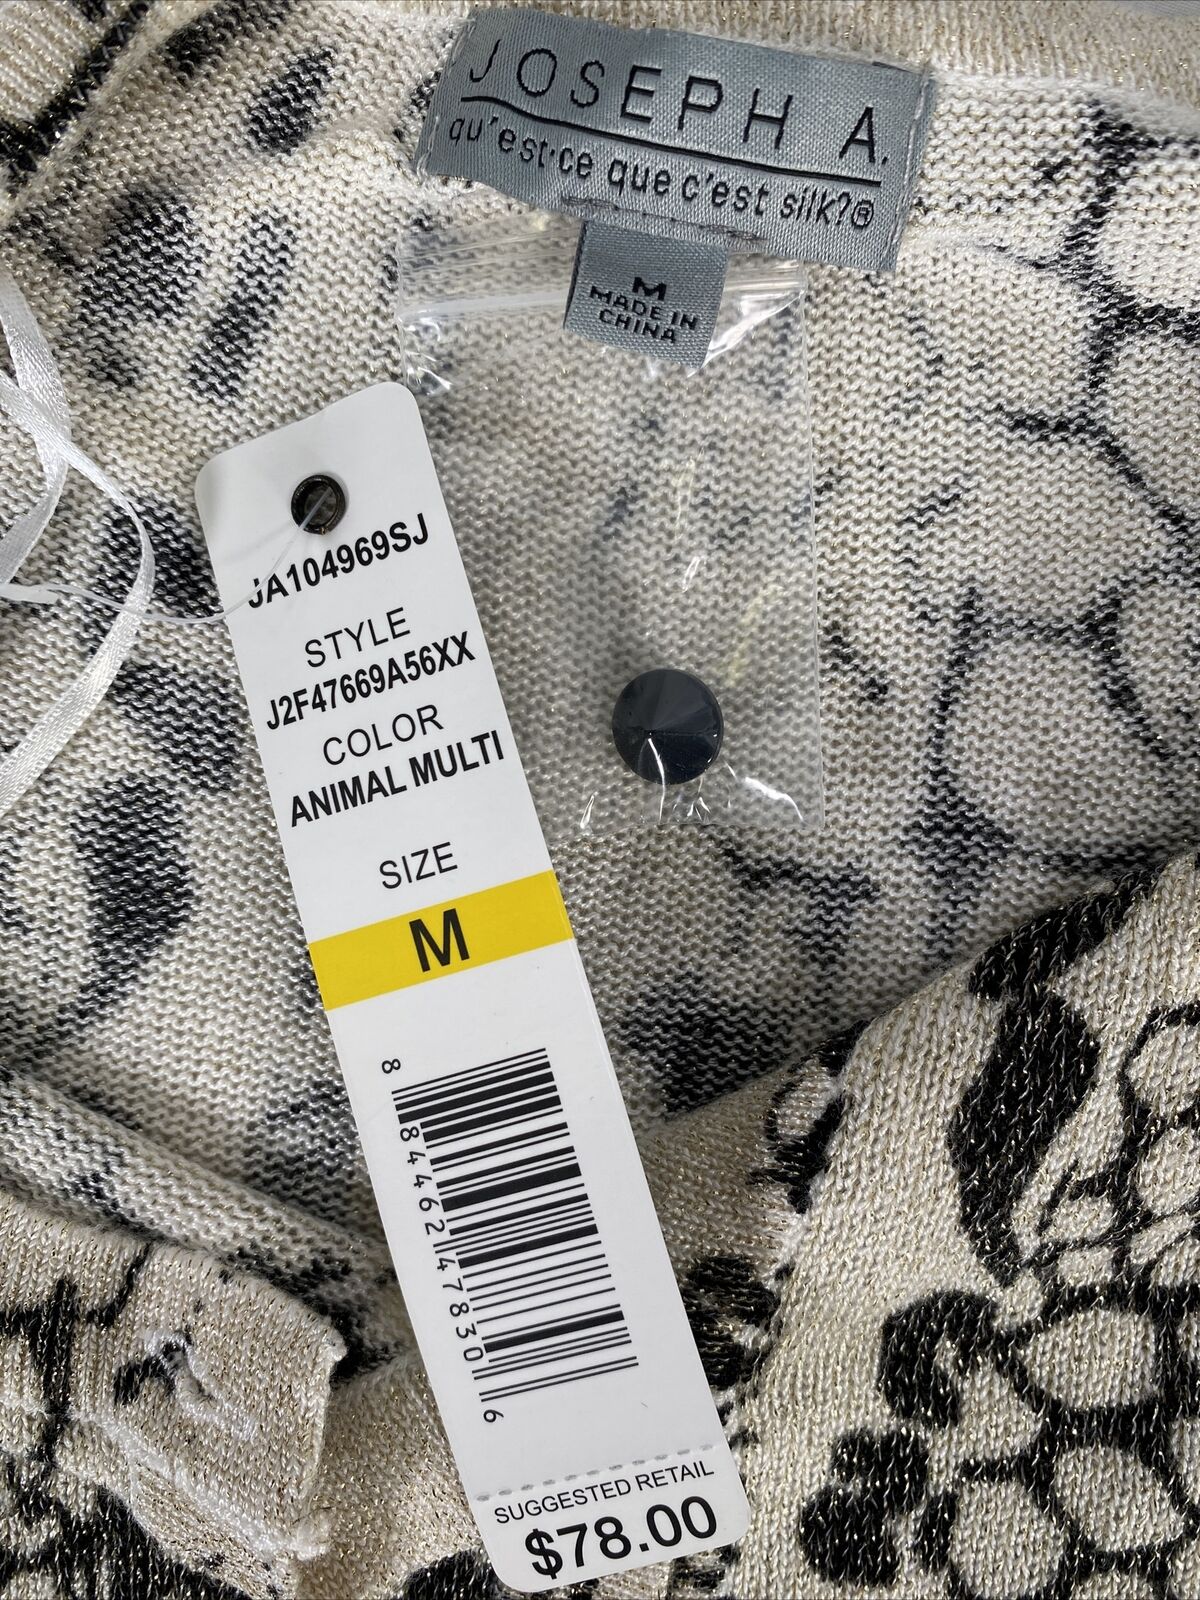 JOSEPH A.
qu'est·ce que c'est silk?®
M
MADE IN
CHINA
JA104969SJ
STYLE
J2F47669A56XX
COLOR
ANIMAL MULTI
SIZE
M
8 84462 47830 6
SUGGESTED RETAIL
$78.00